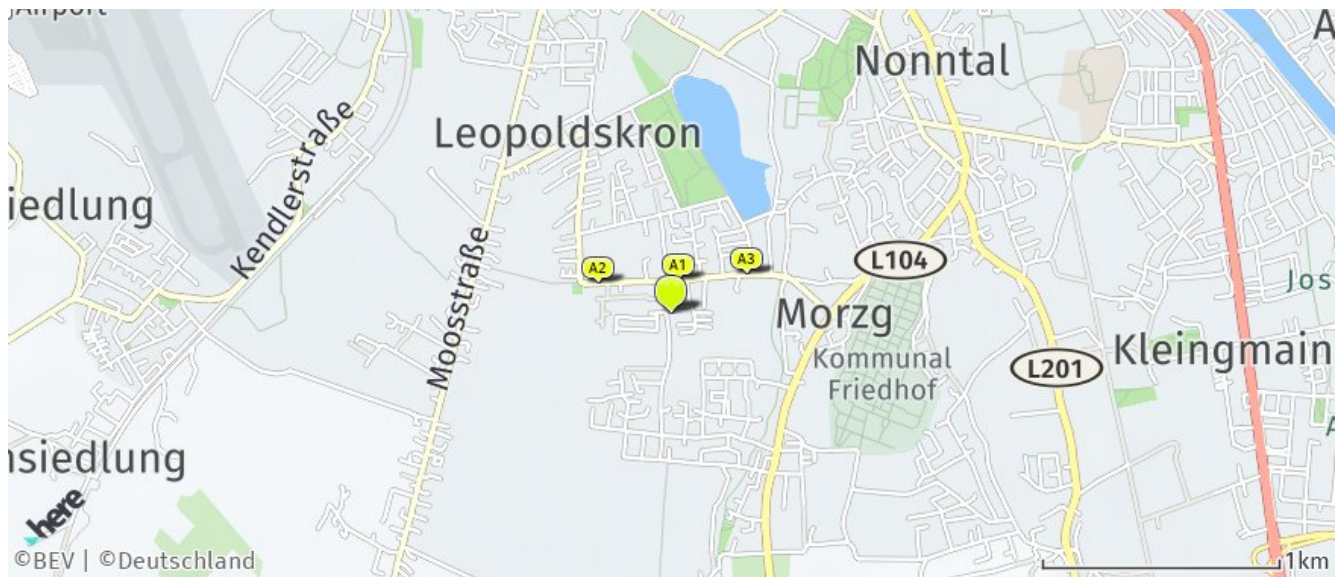 Airport
Nonntal
Leopoldskron
Kendlerstraße
iedlung
Moosstraße
A2
A1
A3
L104
Jos
Morzg
Kleingmain
Kommunal
Friedhof
L201
nsiedlung
here
©BEV | ©Deutschland
1km